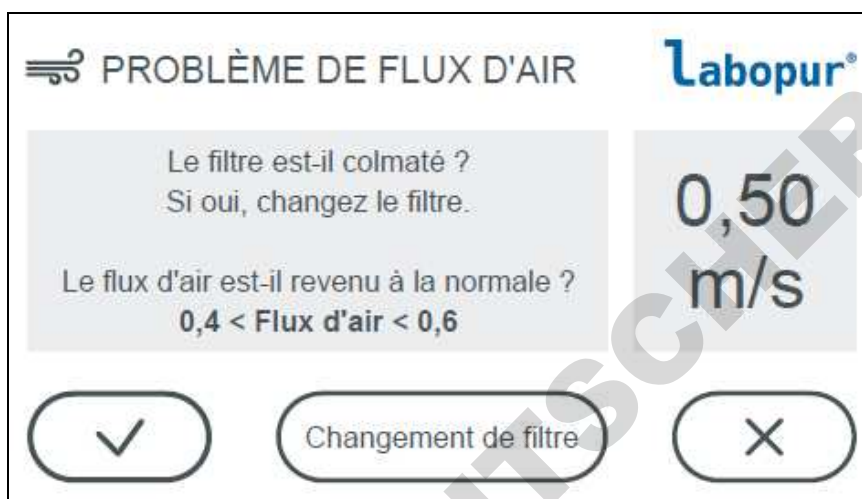 PROBLÈME DE FLUX D'AIR
Labopur®
Le filtre est-il colmaté ?
Si oui, changez le filtre.
Le flux d'air est-il revenu à la normale ?
0,4 < Flux d'air < 0,6
0,50
m/s
Changement de filtre